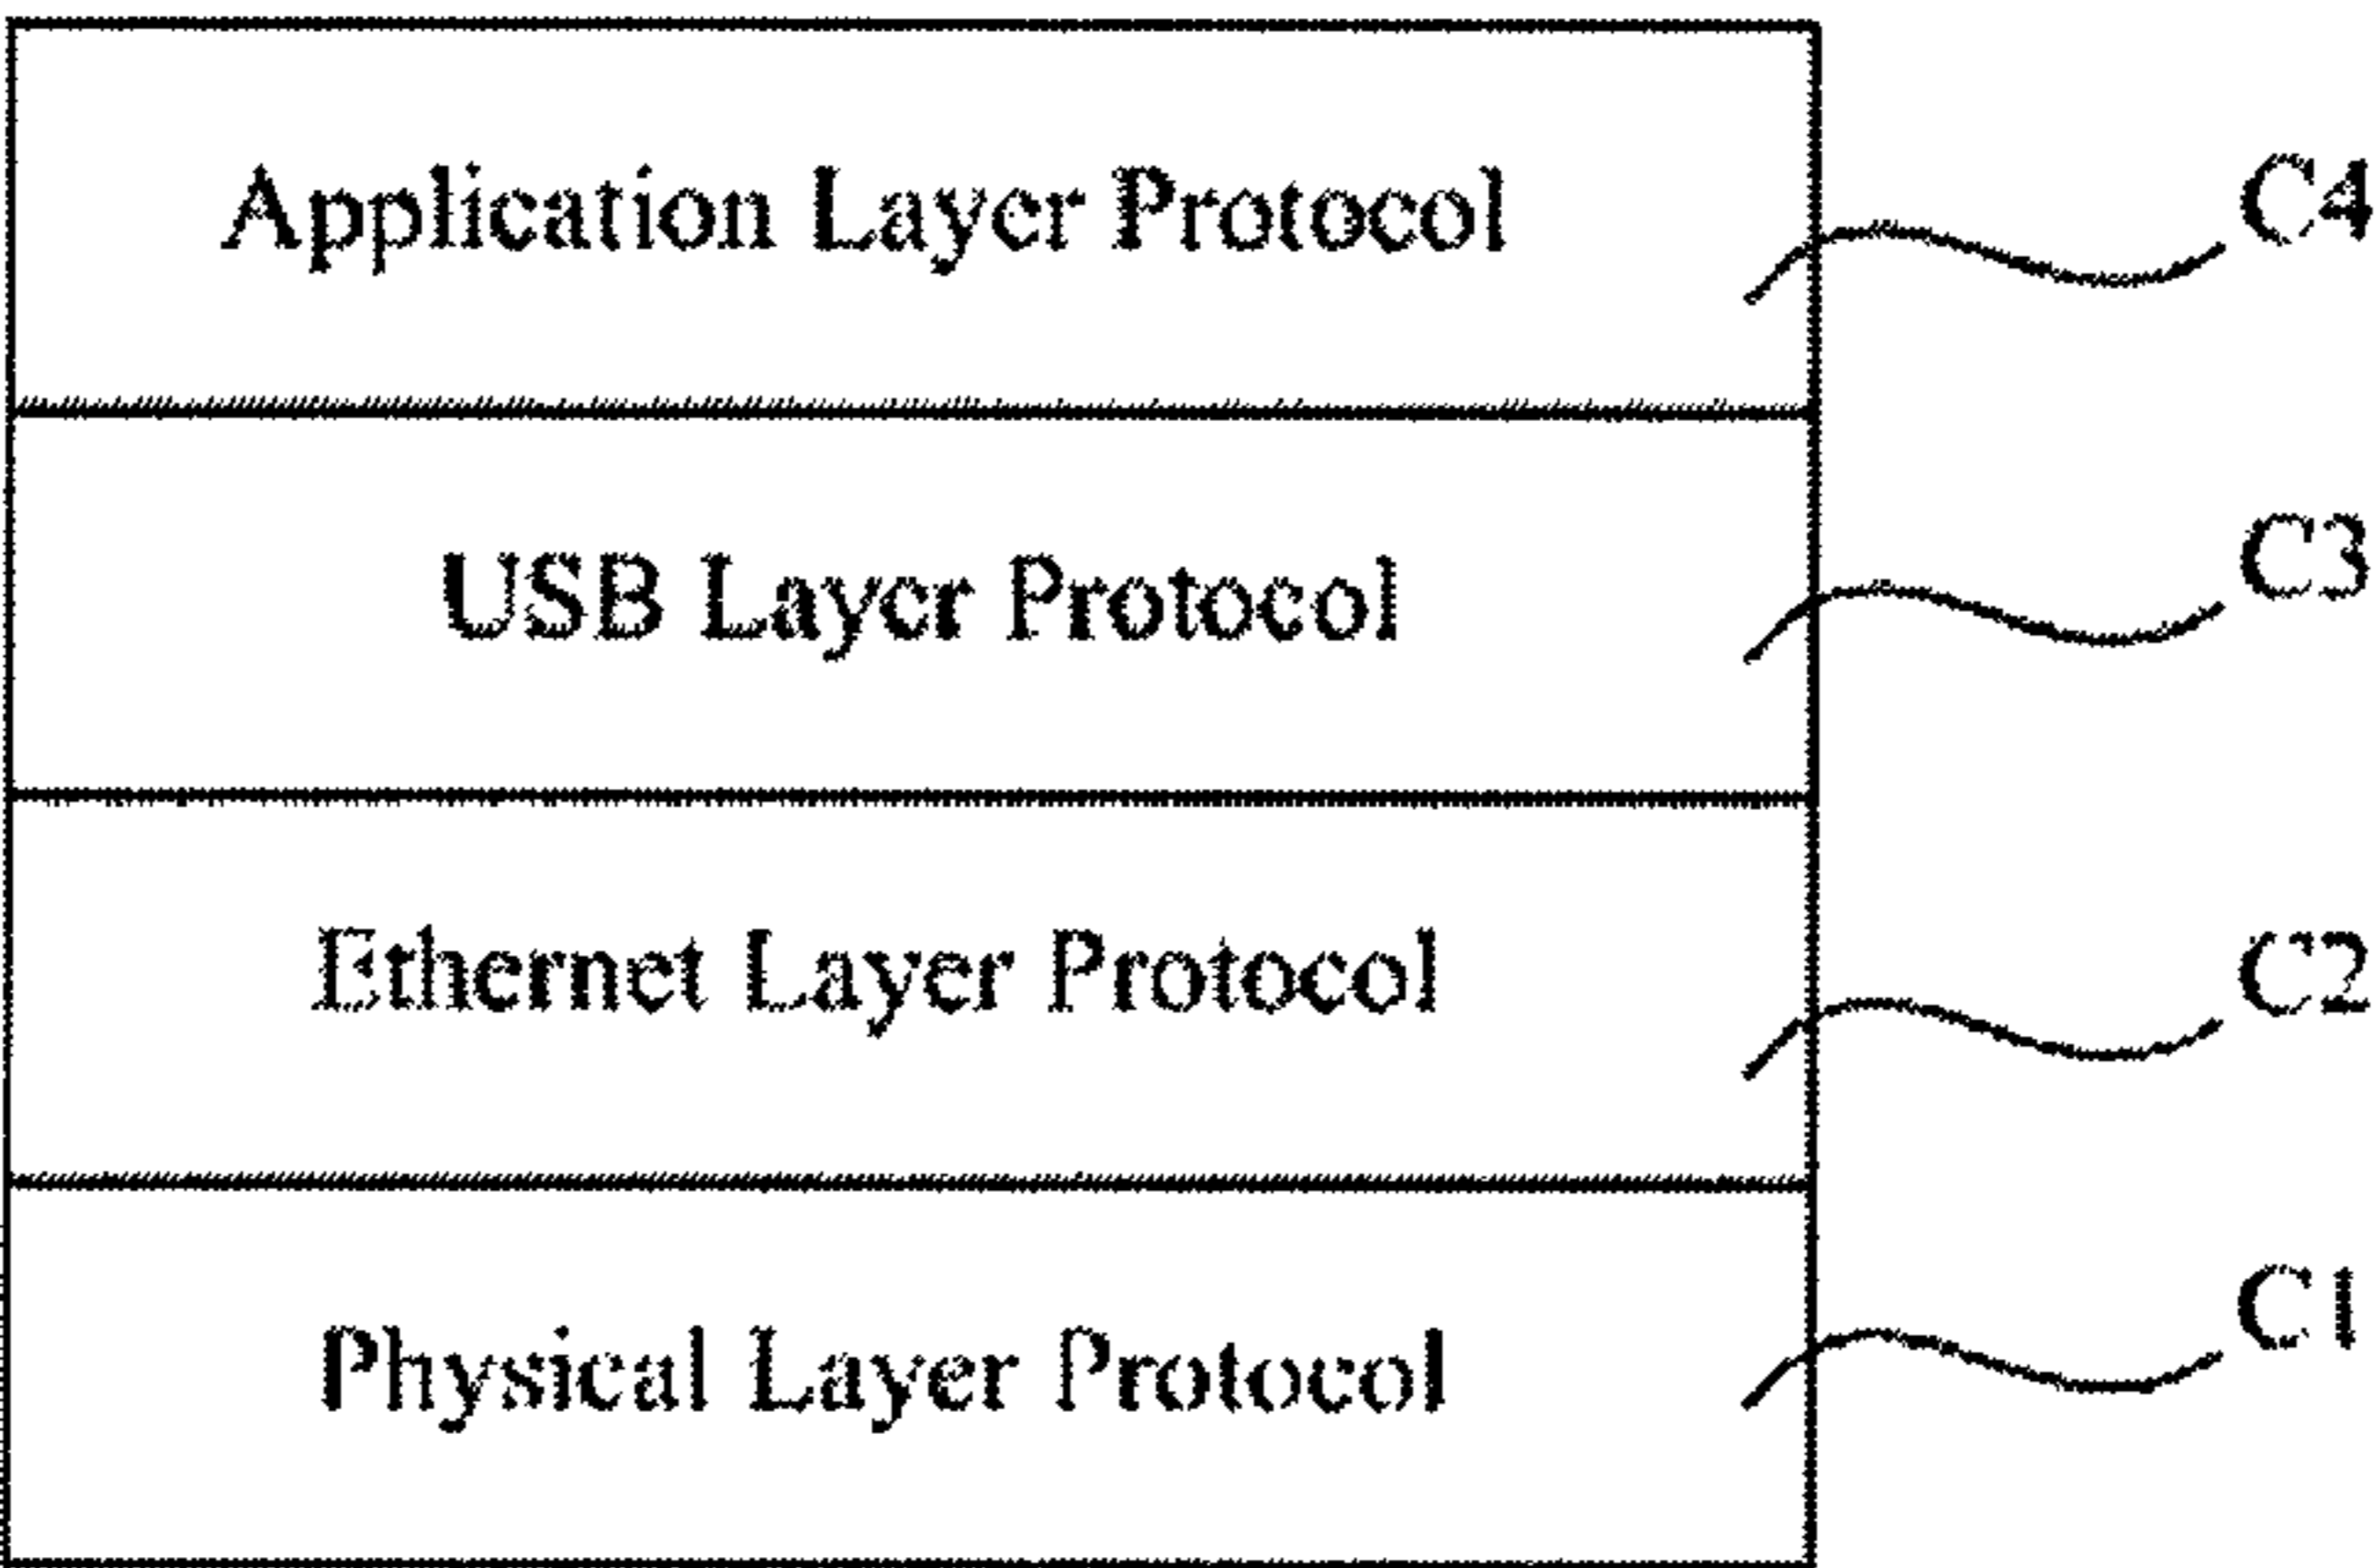 Application Layer Protocol C4
USB Layer Protocol C3
Ethernet Layer Protocol C2
Physical Layer Protocol C1